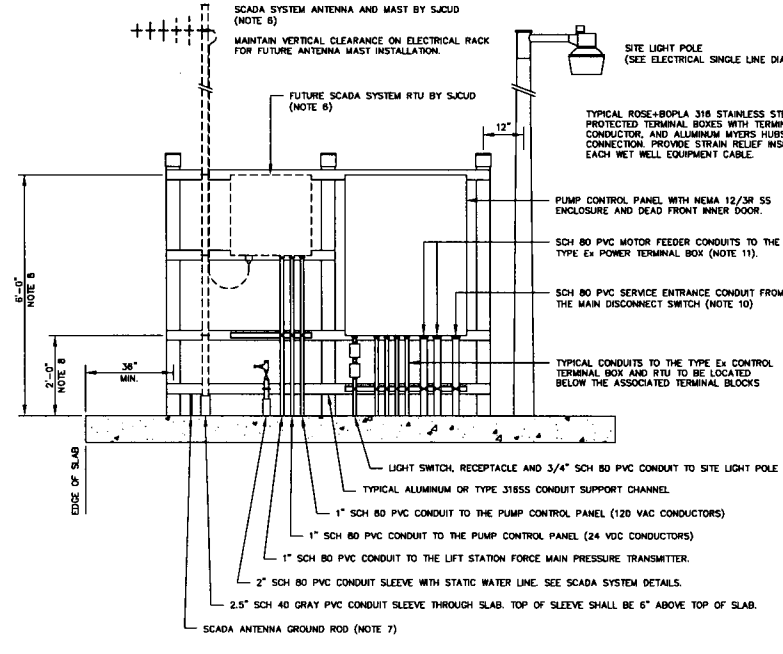 SCADA SYSTEM ANTENNA AND MAST BY SJCUD
(NOTE 6)
MAINTAIN VERTICAL CLEARANCE ON ELECTRICAL RACK
FOR FUTURE ANTENNA MAST INSTALLATION.
SITE LIGHT POLE
(SEE ELECTRICAL SINGLE LINE DIA
FUTURE SCADA SYSTEM RTU BY SJCUD
(NOTE 6)
TYPICAL ROSE+BOPLA 316 STAINLESS STE
PROTECTED TERMINAL BOXES WITH TERMIN
CONDUCTOR, AND ALUMINUM MYERS HUBS
CONNECTION. PROVIDE STRAIN RELIEF INS
EACH WET WELL EQUIPMENT CABLE.
12"
PUMP CONTROL PANEL WITH NEMA 12/3R SS
ENCLOSURE AND DEAD FRONT INNER DOOR.
SCH 80 PVC MOTOR FEEDER CONDUITS TO THE
TYPE Ex POWER TERMINAL BOX (NOTE 11).
SCH 80 PVC SERVICE ENTRANCE CONDUIT FROM
THE MAIN DISCONNECT SWITCH (NOTE 10)
6'-0"
NOTE 8
2'-0"
NOTE 8
36"
MIN.
TYPICAL CONDUITS TO THE TYPE Ex CONTROL
TERMINAL BOX AND RTU TO BE LOCATED
BELOW THE ASSOCIATED TERMINAL BLOCKS
EDGE OF SLAB
LIGHT SWITCH, RECEPTACLE AND 3/4" SCH 80 PVC CONDUIT TO SITE LIGHT POLE
TYPICAL ALUMINUM OR TYPE 316SS CONDUIT SUPPORT CHANNEL
1" SCH 80 PVC CONDUIT TO THE PUMP CONTROL PANEL (120 VAC CONDUCTORS)
1" SCH 80 PVC CONDUIT TO THE PUMP CONTROL PANEL (24 VDC CONDUCTORS)
1" SCH 80 PVC CONDUIT TO THE LIFT STATION FORCE MAIN PRESSURE TRANSMITTER.
2" SCH 80 PVC CONDUIT SLEEVE WITH STATIC WATER LINE. SEE SCADA SYSTEM DETAILS.
2.5" SCH 40 GRAY PVC CONDUIT SLEEVE THROUGH SLAB. TOP OF SLEEVE SHALL BE 6" ABOVE TOP OF SLAB.
SCADA ANTENNA GROUND ROD (NOTE 7)